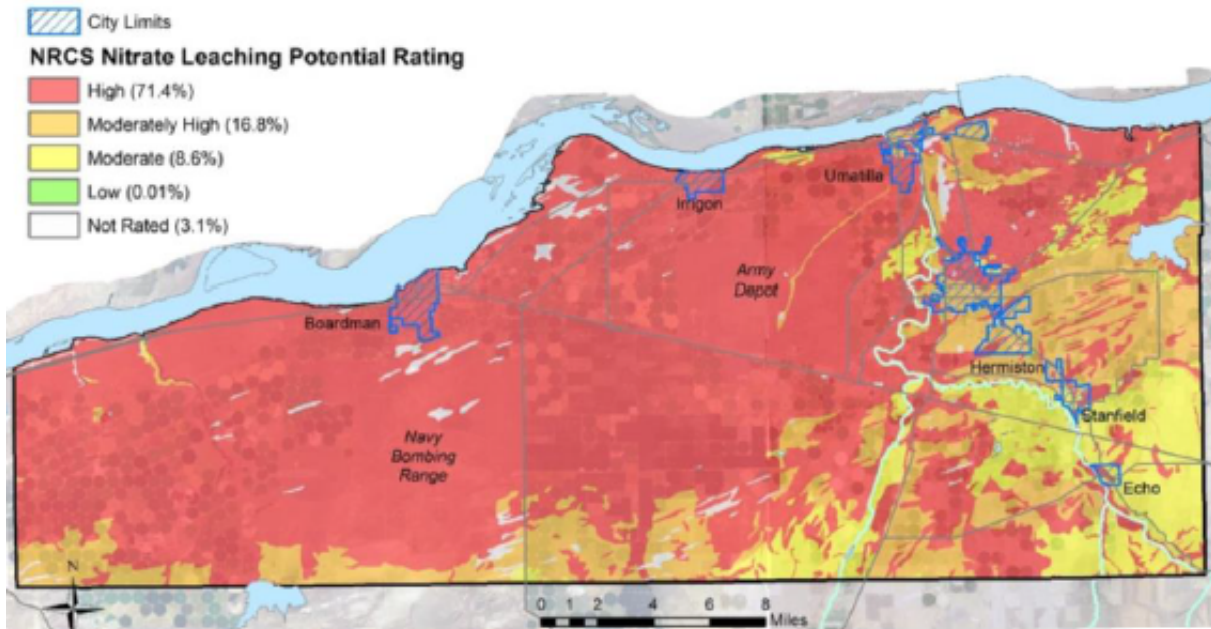 City Limits
NRCS Nitrate Leaching Potential Rating
High (71.4%)
Moderately High (16.8%)
Moderate (8.6%)
Low (0.01%)
Not Rated (3.1%)
Umatilla
Irrigon
Army
Depot
Boardman
Hermiston
Stanfield
Navy
Bombing
Range
Echo
N
0 1 2 4 6 8
Miles